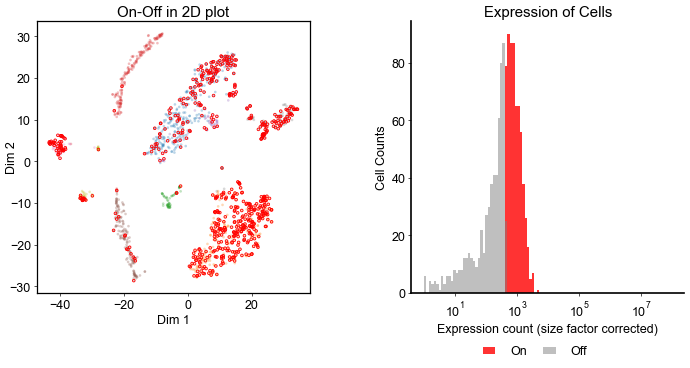 On-Off in 2D plot
30
20
10
0
−10
−20
−30
−40
−20
0
20
Dim 1
Dim 2
Expression of Cells
80
60
40
20
0
10^1
10^3
10^5
10^7
Cell Counts
Expression count (size factor corrected)
On
Off